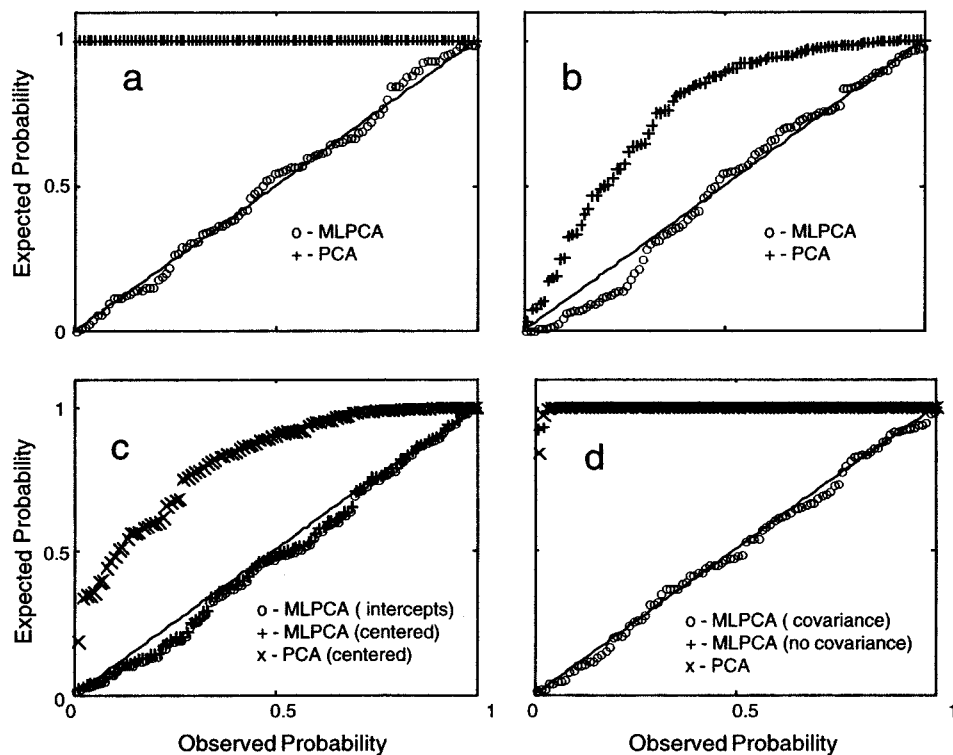 a
1
0.5
0
Expected Probability
o - MLPCA
+ - PCA
b
o - MLPCA
+ - PCA
c
1
0.5
0
Expected Probability
o - MLPCA ( intercepts)
+ - MLPCA (centered)
x - PCA (centered)
0
0.5
1
Observed Probability
d
o - MLPCA ( covariance)
+ - MLPCA (no covariance)
x - PCA
0
0.5
1
Observed Probability